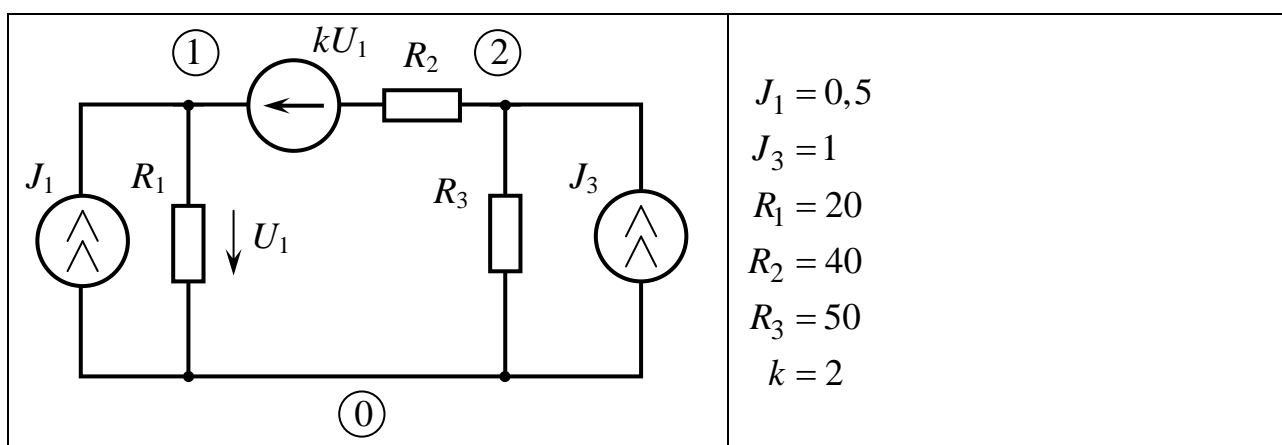 ① kU₁ R₂ ②
J₁ R₁ U₁ R₃ J₃
⓪
J₁ = 0,5
J₃ = 1
R₁ = 20
R₂ = 40
R₃ = 50
k = 2